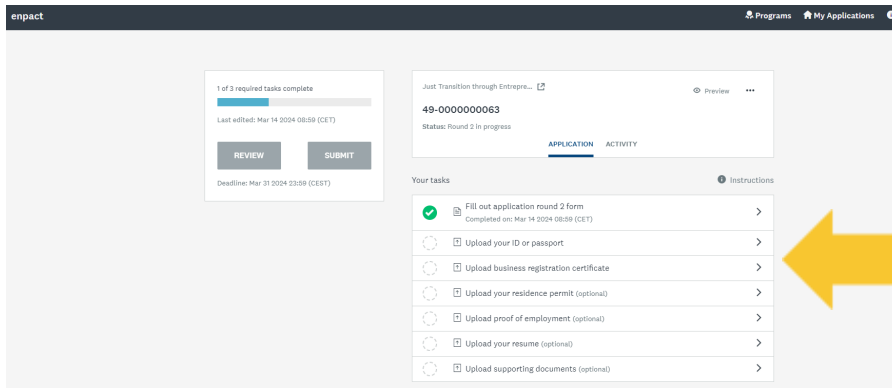 enpact
Programs My Applications
1 of 3 required tasks complete
Last edited: Mar 14 2024 08:59 (CET)
REVIEW SUBMIT
Deadline: Mar 31 2024 23:59 (CEST)
Just Transition through Entrepre...
Preview
49-0000000063
Status: Round 2 in progress
APPLICATION ACTIVITY
Your tasks
Instructions
Fill out application round 2 form
Completed on: Mar 14 2024 08:59 (CET)
Upload your ID or passport
Upload business registration certificate
Upload your residence permit (optional)
Upload proof of employment (optional)
Upload your resume (optional)
Upload supporting documents (optional)